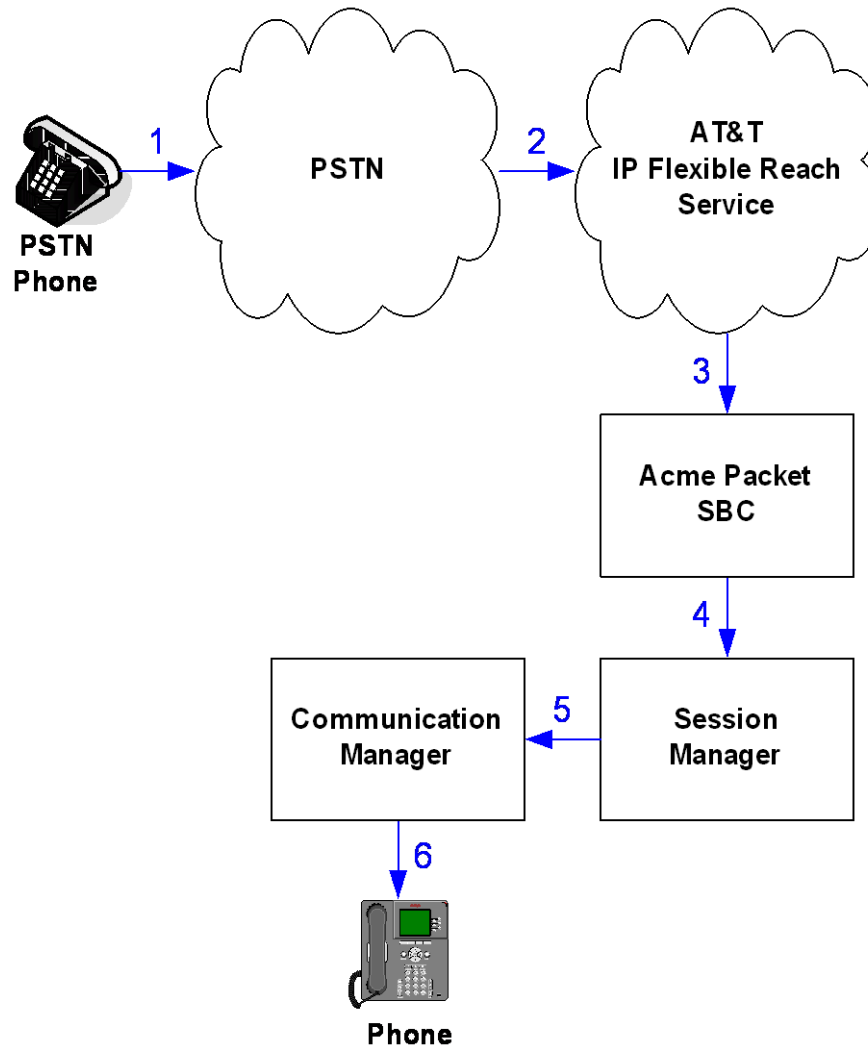 1
PSTN
Phone
PSTN
2
AT&T
IP Flexible Reach
Service
3
Acme Packet
SBC
4
Session
Manager
5
Communication
Manager
6
Phone